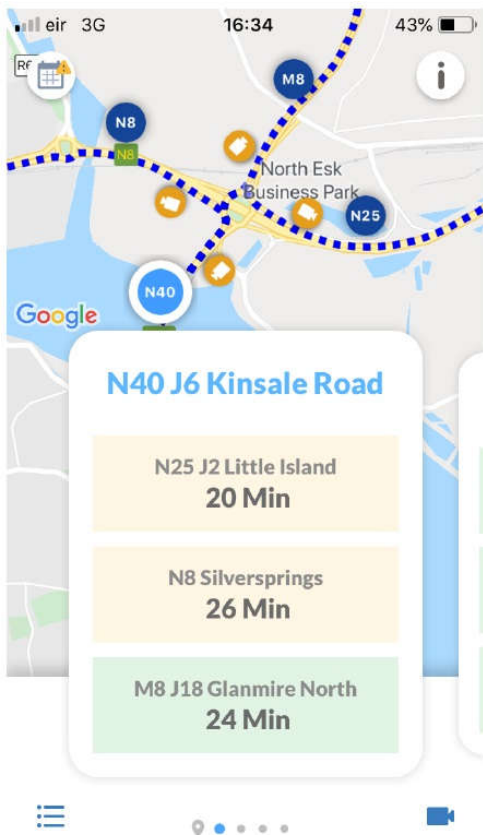 eir 3G 16:34 43%
R6
M8
N8
N8
North Esk
Business Park
N25
N40
Google
N40 J6 Kinsale Road
N25 J2 Little Island
20 Min
N8 Silversprings
26 Min
M8 J18 Glanmire North
24 Min